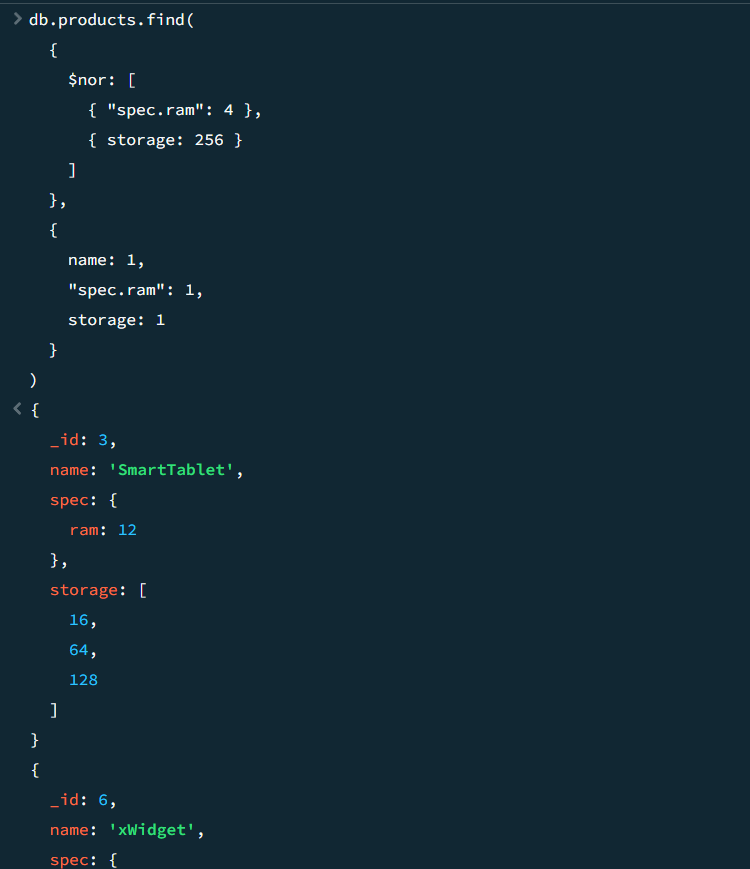 > db.products.find(
{
$nor: [
{ "spec.ram": 4 },
{ storage: 256 }
]
},
{
name: 1,
"spec.ram": 1,
storage: 1
}
)
< {
_id: 3,
name: 'SmartTablet',
spec: {
ram: 12
},
storage: [
16,
64,
128
]
}
{
_id: 6,
name: 'xWidget',
spec: {